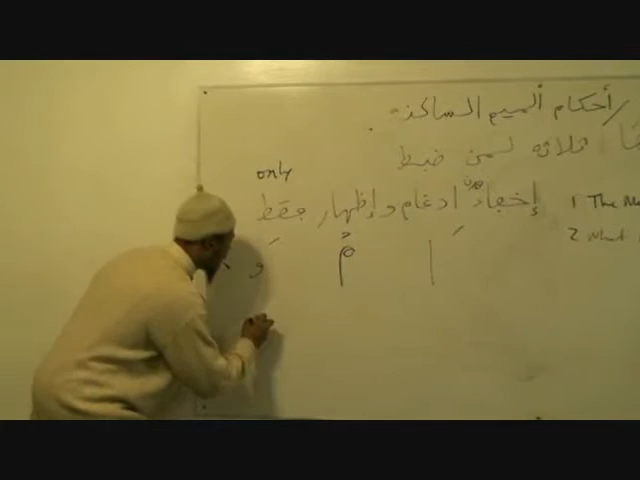 أحكام الميم الساكنة
ثلاثة لمن ضبط
only
إخفاء ادغام وإظهار فقط
1 The
2 What
ا مْ وَ